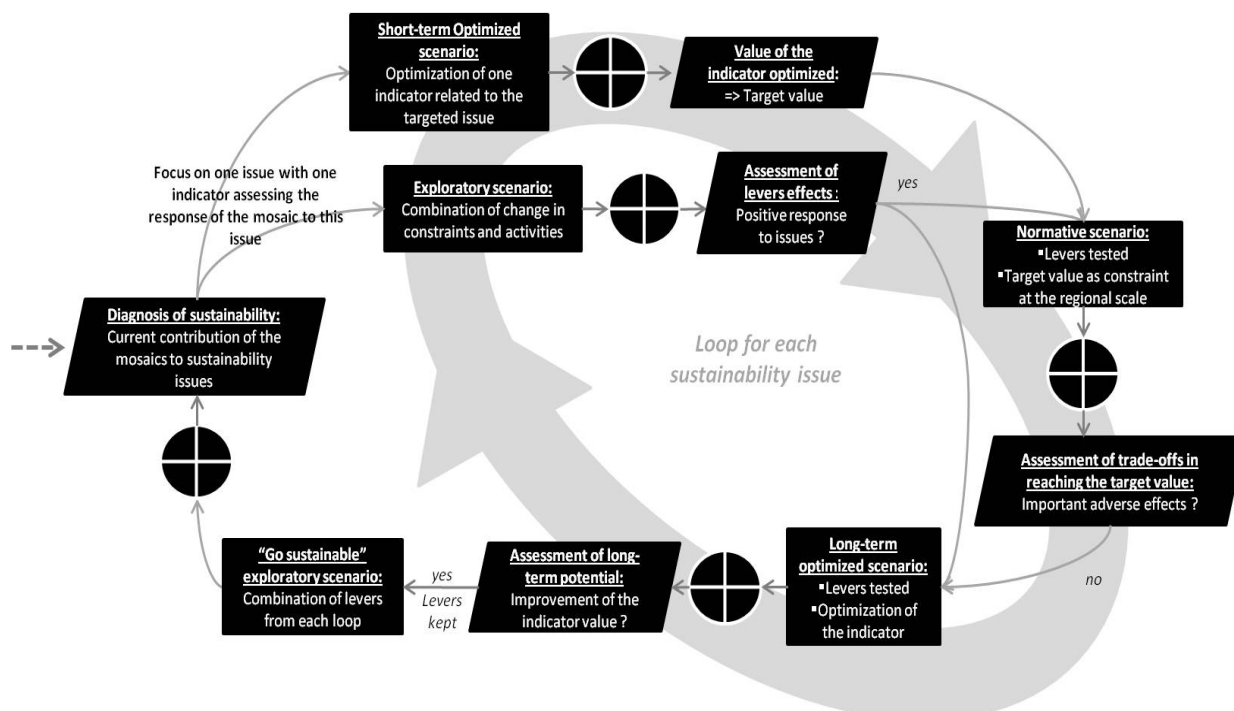 Short-term Optimized
scenario:
Optimization of one
indicator related to the
targeted issue
Value of the
indicator optimized:
=> Target value
Focus on one issue with one
indicator assessing the
response of the mosaic to this
issue
Exploratory scenario:
Combination of change in
constraints and activities
Assessment of
levers effects :
Positive response
to issues ?
yes
Normative scenario:
▪Levers tested
▪Target value as constraint
at the regional scale
Diagnosis of sustainability:
Current contribution of the
mosaics to sustainability
issues
Loop for each
sustainability issue
Assessment of trade-offs in
reaching the target value:
Important adverse effects ?
no
Long-term
optimized scenario:
▪Levers tested
▪Optimization of
the indicator
Assessment of long-
term potential:
Improvement of the
indicator value ?
yes
Levers
kept
"Go sustainable"
exploratory scenario:
Combination of levers
from each loop